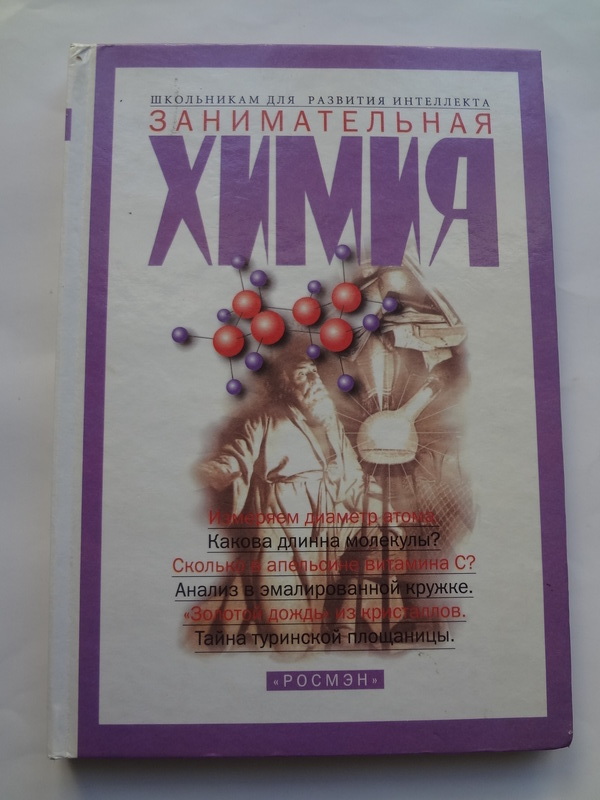 ШКОЛЬНИКАМ ДЛЯ РАЗВИТИЯ ИНТЕЛЛЕКТА
ЗАНИМАТЕЛЬНАЯ
ХИМИЯ
Измеряем диаметр атома.
Какова длинна молекулы?
Сколько в апельсине витамина С?
Анализ в эмалированной кружке.
«Золотой дождь» из кристаллов.
Тайна туринской площаницы.
«РОСМЭН»